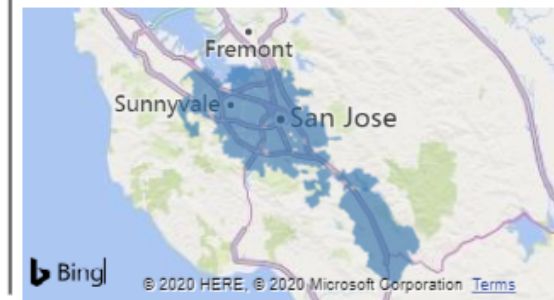 Fremont
Sunnyvale
San Jose
Bing
© 2020 HERE, © 2020 Microsoft Corporation Terms